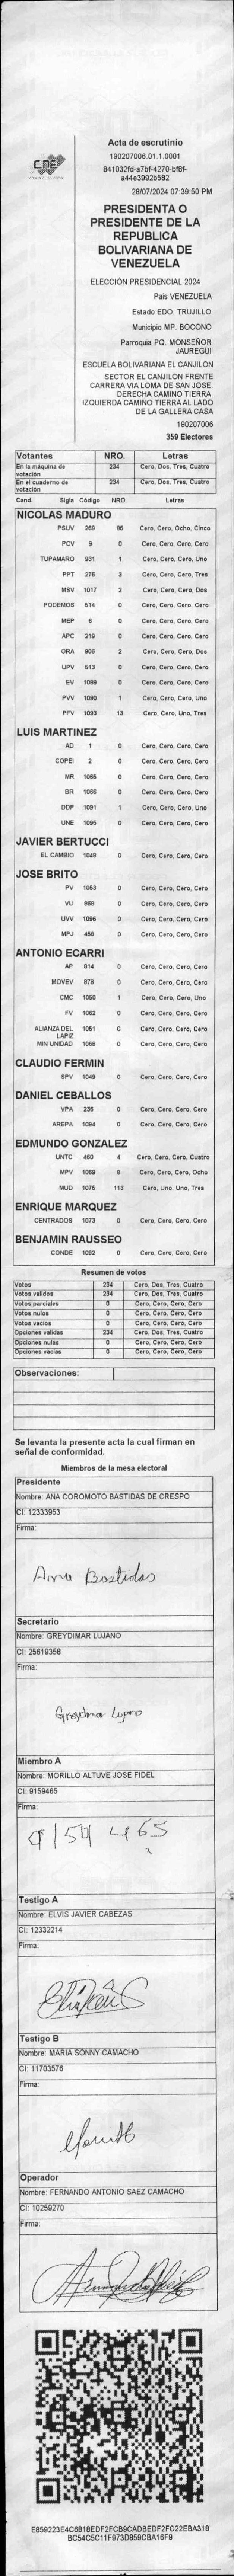 CNE
Acta de escrutinio
190207006.01.1.0001
841032fd-a7bf-4270-bf8f-
a44e3992b582
28/07/2024 07:39:50 PM
PRESIDENTA O
PRESIDENTE DE LA
REPUBLICA
BOLIVARIANA DE
VENEZUELA
ELECCIÓN PRESIDENCIAL 2024
Pais VENEZUELA
Estado EDO. TRUJILLO
Municipio MP. BOCONO
Parroquia PQ. MONSEÑOR
JAUREGUI
ESCUELA BOLIVARIANA EL CANJILON
SECTOR EL CANJILON FRENTE
CARRERA VIA LOMA DE SAN JOSE.
DERECHA CAMINO TIERRA.
IZQUIERDA CAMINO TIERRA AL LADO
DE LA GALLERA CASA
190207006
359 Electores
Votantes NRO. Letras
En la máquina de votación 234 Cero, Dos, Tres, Cuatro
En el cuaderno de votación 234 Cero, Dos, Tres, Cuatro
Cand. Sigla Código NRO. Letras
NICOLAS MADURO
PSUV 269 85 Cero, Cero, Ocho, Cinco
PCV 9 0 Cero, Cero, Cero, Cero
TUPAMARO 931 1 Cero, Cero, Cero, Uno
PPT 276 3 Cero, Cero, Cero, Tres
MSV 1017 2 Cero, Cero, Cero, Dos
PODEMOS 514 0 Cero, Cero, Cero, Cero
MEP 6 0 Cero, Cero, Cero, Cero
APC 219 0 Cero, Cero, Cero, Cero
ORA 906 2 Cero, Cero, Cero, Dos
UPV 513 0 Cero, Cero, Cero, Cero
EV 1089 0 Cero, Cero, Cero, Cero
PVV 1090 1 Cero, Cero, Cero, Uno
PFV 1093 13 Cero, Cero, Uno, Tres
LUIS MARTINEZ
AD 1 0 Cero, Cero, Cero, Cero
COPEI 2 0 Cero, Cero, Cero, Cero
MR 1065 0 Cero, Cero, Cero, Cero
BR 1066 0 Cero, Cero, Cero, Cero
DDP 1091 1 Cero, Cero, Cero, Uno
UNE 1095 0 Cero, Cero, Cero, Cero
JAVIER BERTUCCI
EL CAMBIO 1049 0 Cero, Cero, Cero, Cero
JOSE BRITO
PV 1053 0 Cero, Cero, Cero, Cero
VU 868 0 Cero, Cero, Cero, Cero
UVV 1096 0 Cero, Cero, Cero, Cero
MPJ 458 0 Cero, Cero, Cero, Cero
ANTONIO ECARRI
AP 814 0 Cero, Cero, Cero, Cero
MOVEV 878 0 Cero, Cero, Cero, Cero
CMC 1050 1 Cero, Cero, Cero, Uno
FV 1062 0 Cero, Cero, Cero, Cero
ALIANZA DEL LAPIZ 1051 0 Cero, Cero, Cero, Cero
MIN UNIDAD 1068 0 Cero, Cero, Cero, Cero
CLAUDIO FERMIN
SPV 1049 0 Cero, Cero, Cero, Cero
DANIEL CEBALLOS
VPA 236 0 Cero, Cero, Cero, Cero
AREPA 1094 0 Cero, Cero, Cero, Cero
EDMUNDO GONZALEZ
UNTC 460 4 Cero, Cero, Cero, Cuatro
MPV 1069 8 Cero, Cero, Cero, Ocho
MUD 1075 113 Cero, Uno, Uno, Tres
ENRIQUE MARQUEZ
CENTRADOS 1073 0 Cero, Cero, Cero, Cero
BENJAMIN RAUSSEO
CONDE 1092 0 Cero, Cero, Cero, Cero
Resumen de votos
Votos 234 Cero, Dos, Tres, Cuatro
Votos validos 234 Cero, Dos, Tres, Cuatro
Votos parciales 0 Cero, Cero, Cero, Cero
Votos nulos 0 Cero, Cero, Cero, Cero
Votos vacios 0 Cero, Cero, Cero, Cero
Opciones validas 234 Cero, Dos, Tres, Cuatro
Opciones nulas 0 Cero, Cero, Cero, Cero
Opciones vacias 0 Cero, Cero, Cero, Cero
Observaciones:
Se levanta la presente acta la cual firman en
señal de conformidad.
Miembros de la mesa electoral
Presidente
Nombre: ANA COROMOTO BASTIDAS DE CRESPO
CI: 12333953
Firma:
Ana Bastidas
Secretario
Nombre: GREYDIMAR LUJANO
CI: 25619358
Firma:
Miembro A
Nombre: MORILLO ALTUVE JOSE FIDEL
CI: 9159465
Firma:
9159465
Testigo A
Nombre: ELVIS JAVIER CABEZAS
CI: 12332214
Firma:
Testigo B
Nombre: MARIA SONNY CAMACHO
CI: 11703576
Firma:
Operador
Nombre: FERNANDO ANTONIO SAEZ CAMACHO
CI: 10259270
Firma:
E859223E4C6818EDF2FCB9CADBEDF2FC22EBA318
BC54C5C11F973D859CBA16F9